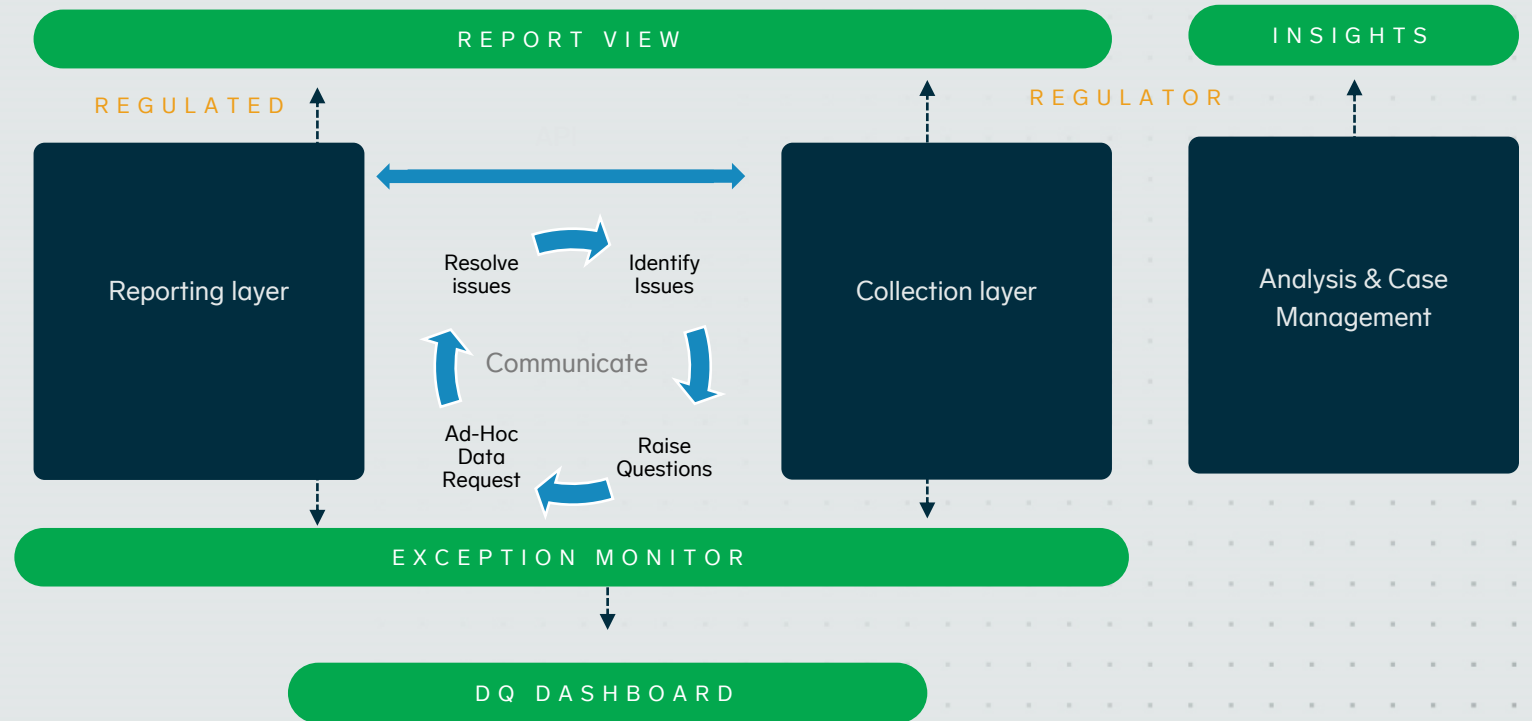 REPORT VIEW
INSIGHTS
REGULATED
REGULATOR
Reporting layer
Resolve
issues
Identify
Issues
Communicate
Ad-Hoc
Data
Request
Raise
Questions
Collection layer
Analysis & Case
Management
EXCEPTION MONITOR
DQ DASHBOARD